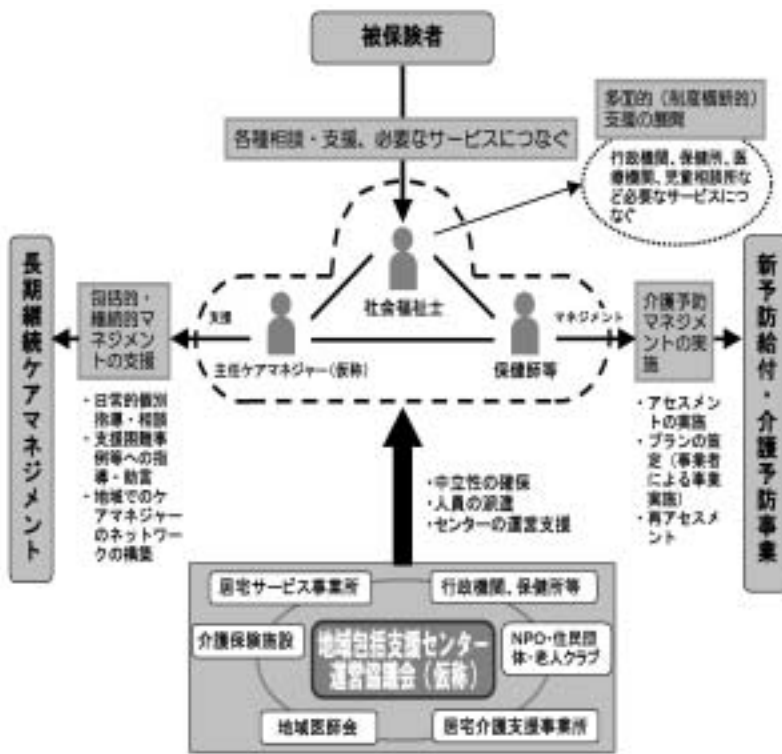 被保険者
各種相談・支援、必要なサービスにつなぐ
多面的（制度横断的）
支援の展開
行政機関、保健所、医
療機関、児童相談所な
ど必要なサービスにつ
なぐ
長期継続ケアマネジメント
包括的・
継続的マ
ネジメン
トの支援
・日常的個別
指導・相談
・支援困難事
例等への指
導・助言
・地域でのケ
アマネジャー
のネットワー
クの構築
支援
社会福祉士
主任ケアマネジャー（仮称）
保健師等
マネジメント
介護予防
マネジメ
ントの実
施
・アセスメン
トの実施
・プランの策
定（事業者
による事業
実施）
・再アセスメ
ント
新予防給付・介護予防事業
・中立性の確保
・人員の派遣
・センターの運営支援
居宅サービス事業所
行政機関、保健所等
介護保険施設
地域包括支援センター
運営協議会（仮称）
NPO・住民団
体・老人クラブ
地域医師会
居宅介護支援事業所